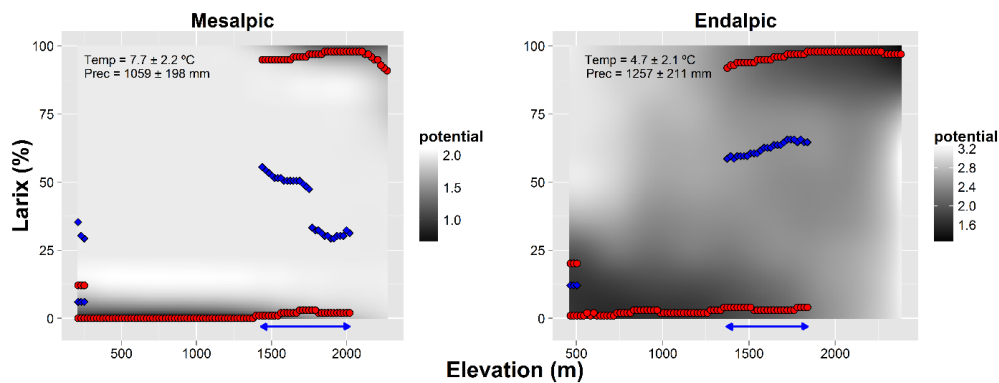 Mesalpic
Endalpic
Temp = 7.7 ± 2.2 ºC
Prec = 1059 ± 198 mm
Temp = 4.7 ± 2.1 ºC
Prec = 1257 ± 211 mm
Larix (%)
100
75
50
25
0
500
1000
1500
2000
potential
2.0
1.5
1.0
100
75
50
25
0
500
1000
1500
2000
potential
3.2
2.8
2.4
2.0
1.6
Elevation (m)